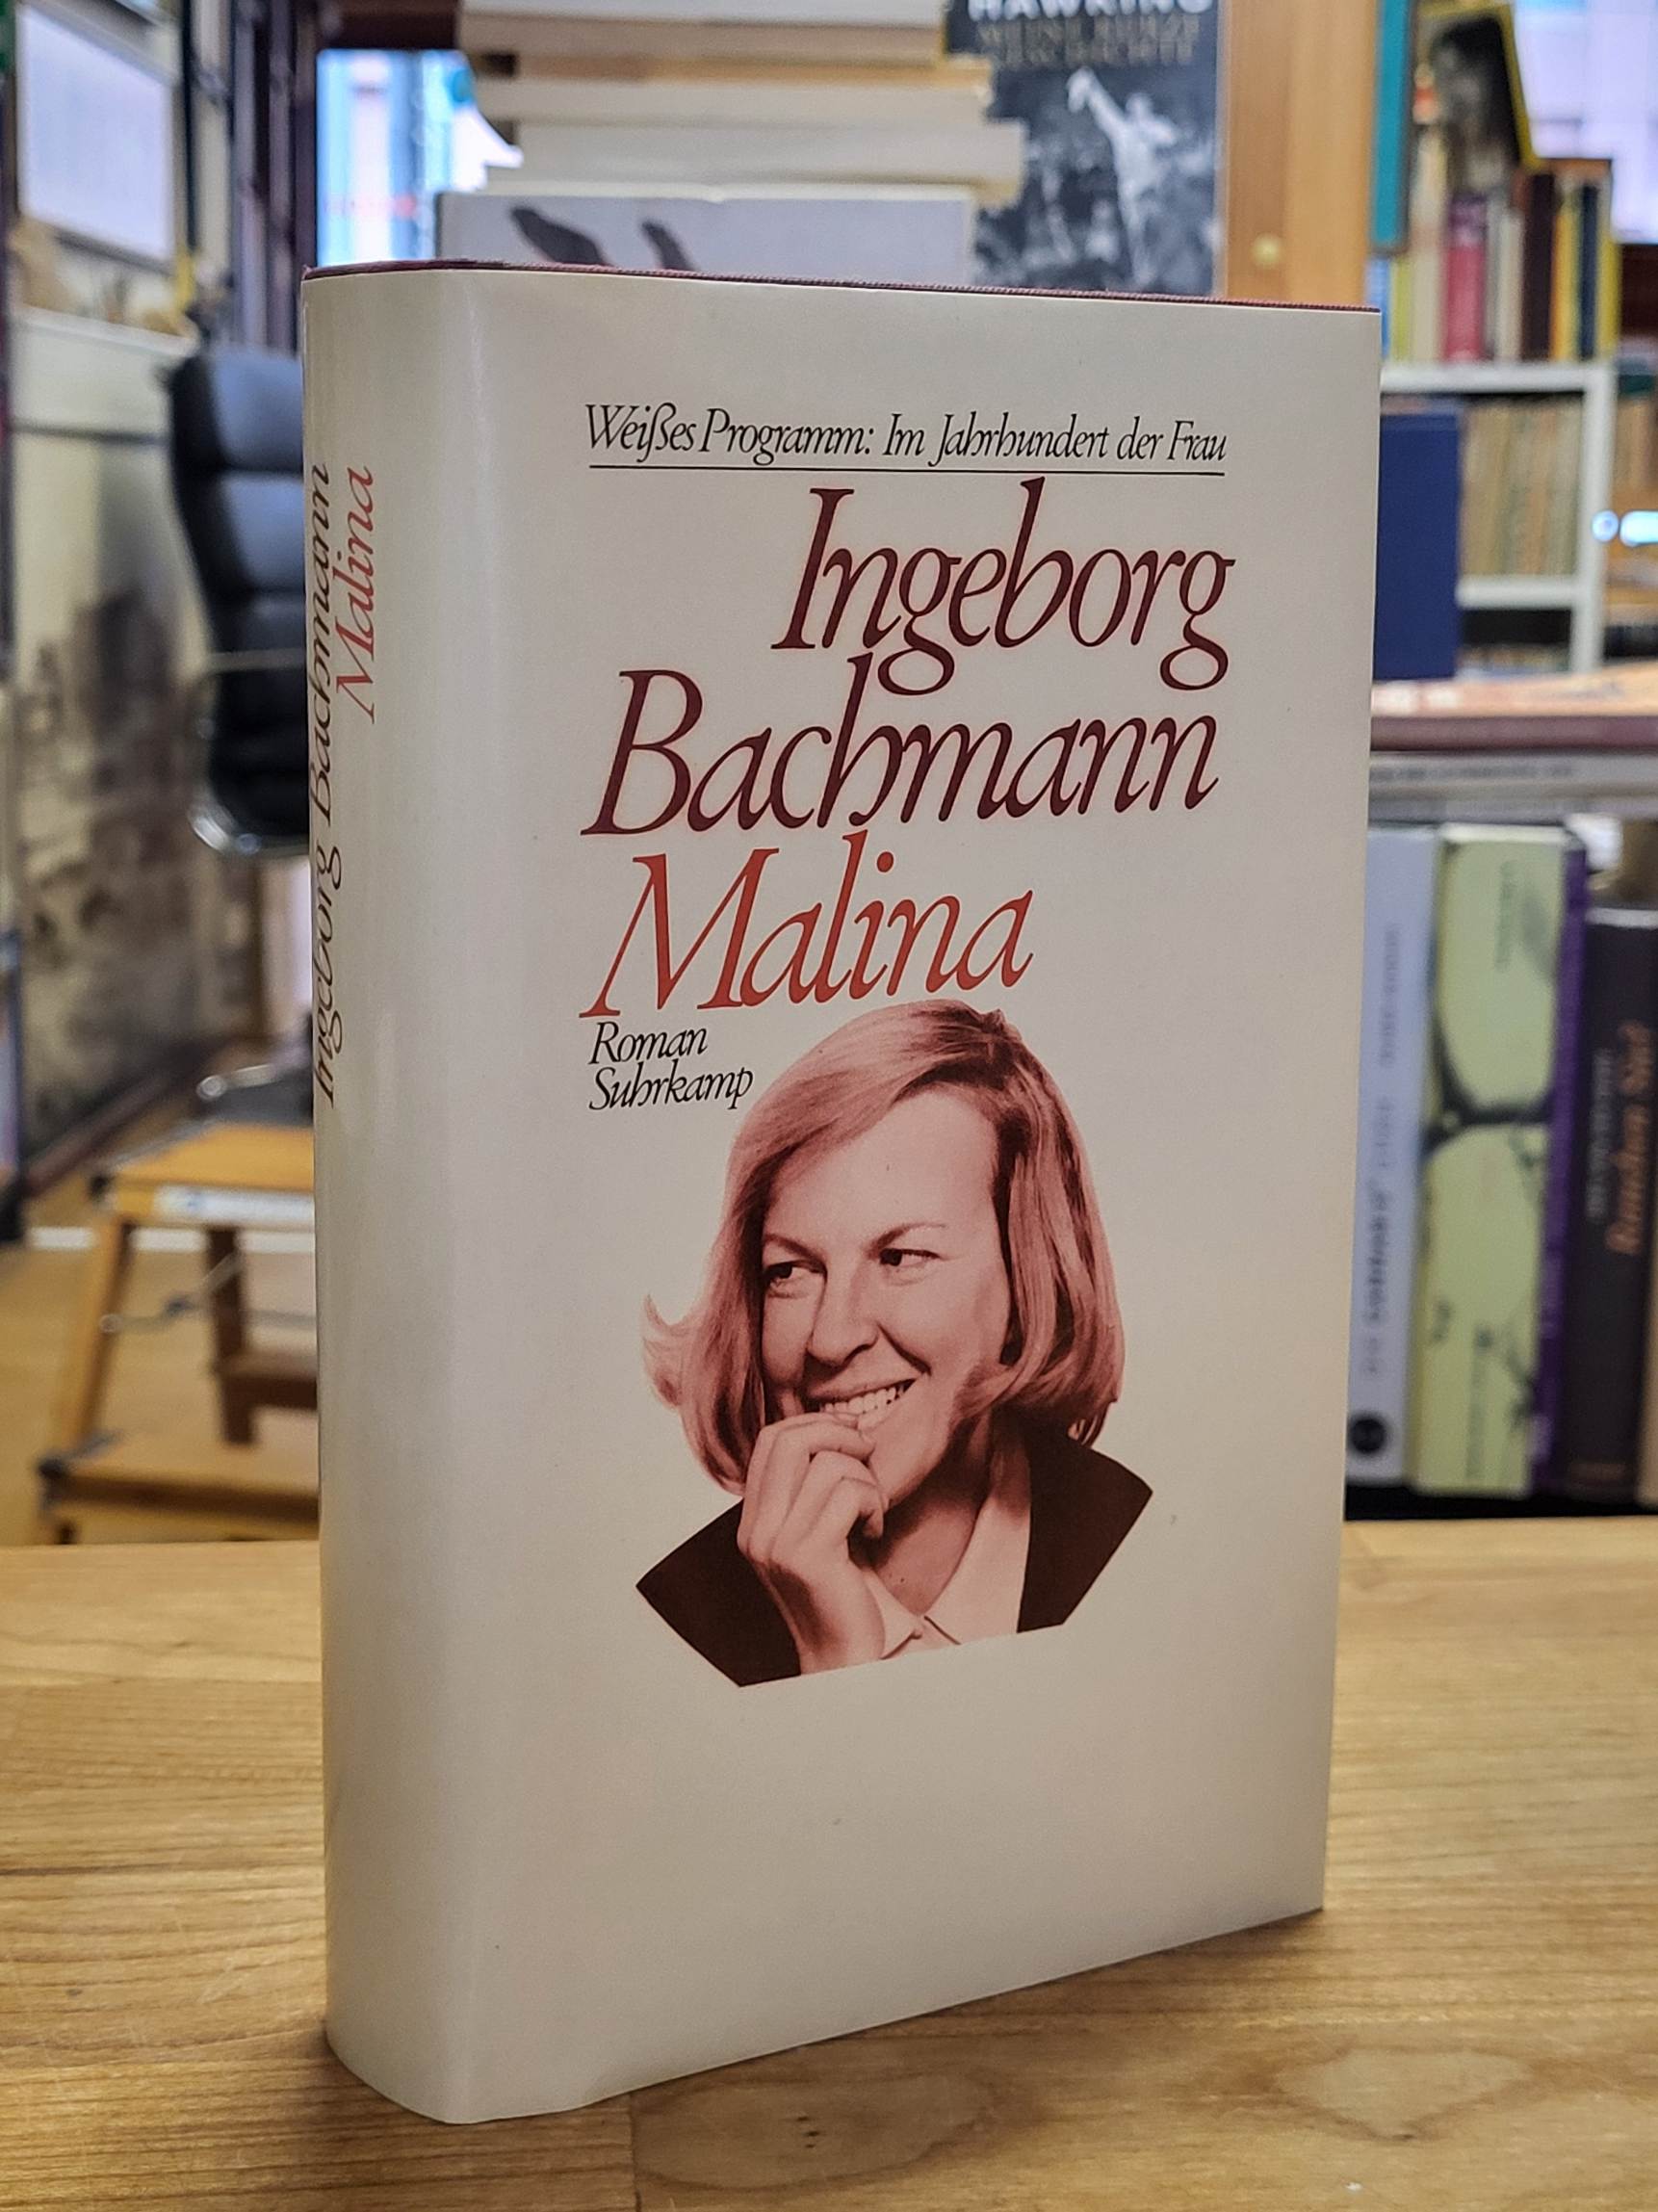 HAWKING
Weißes Programm: Im Jahrhundert der Frau
Ingeborg
Bachmann
Malina
Roman
Suhrkamp
Ingeborg Bachmann
Malina